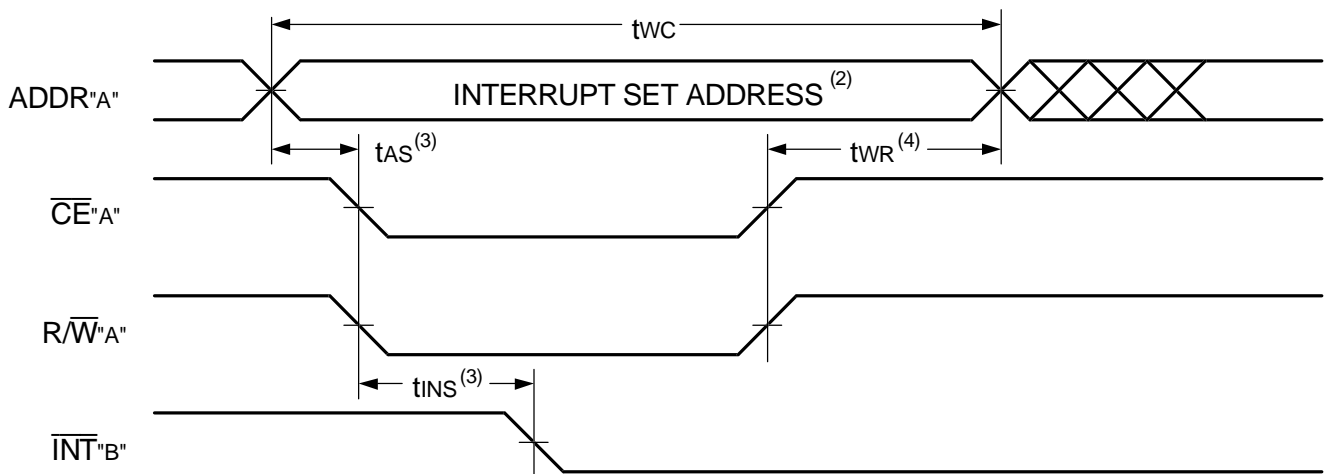 tWC
ADDR"A"
INTERRUPT SET ADDRESS(2)
tAS(3)
tWR(4)
CE"A"
R/W"A"
tINS(3)
INT"B"